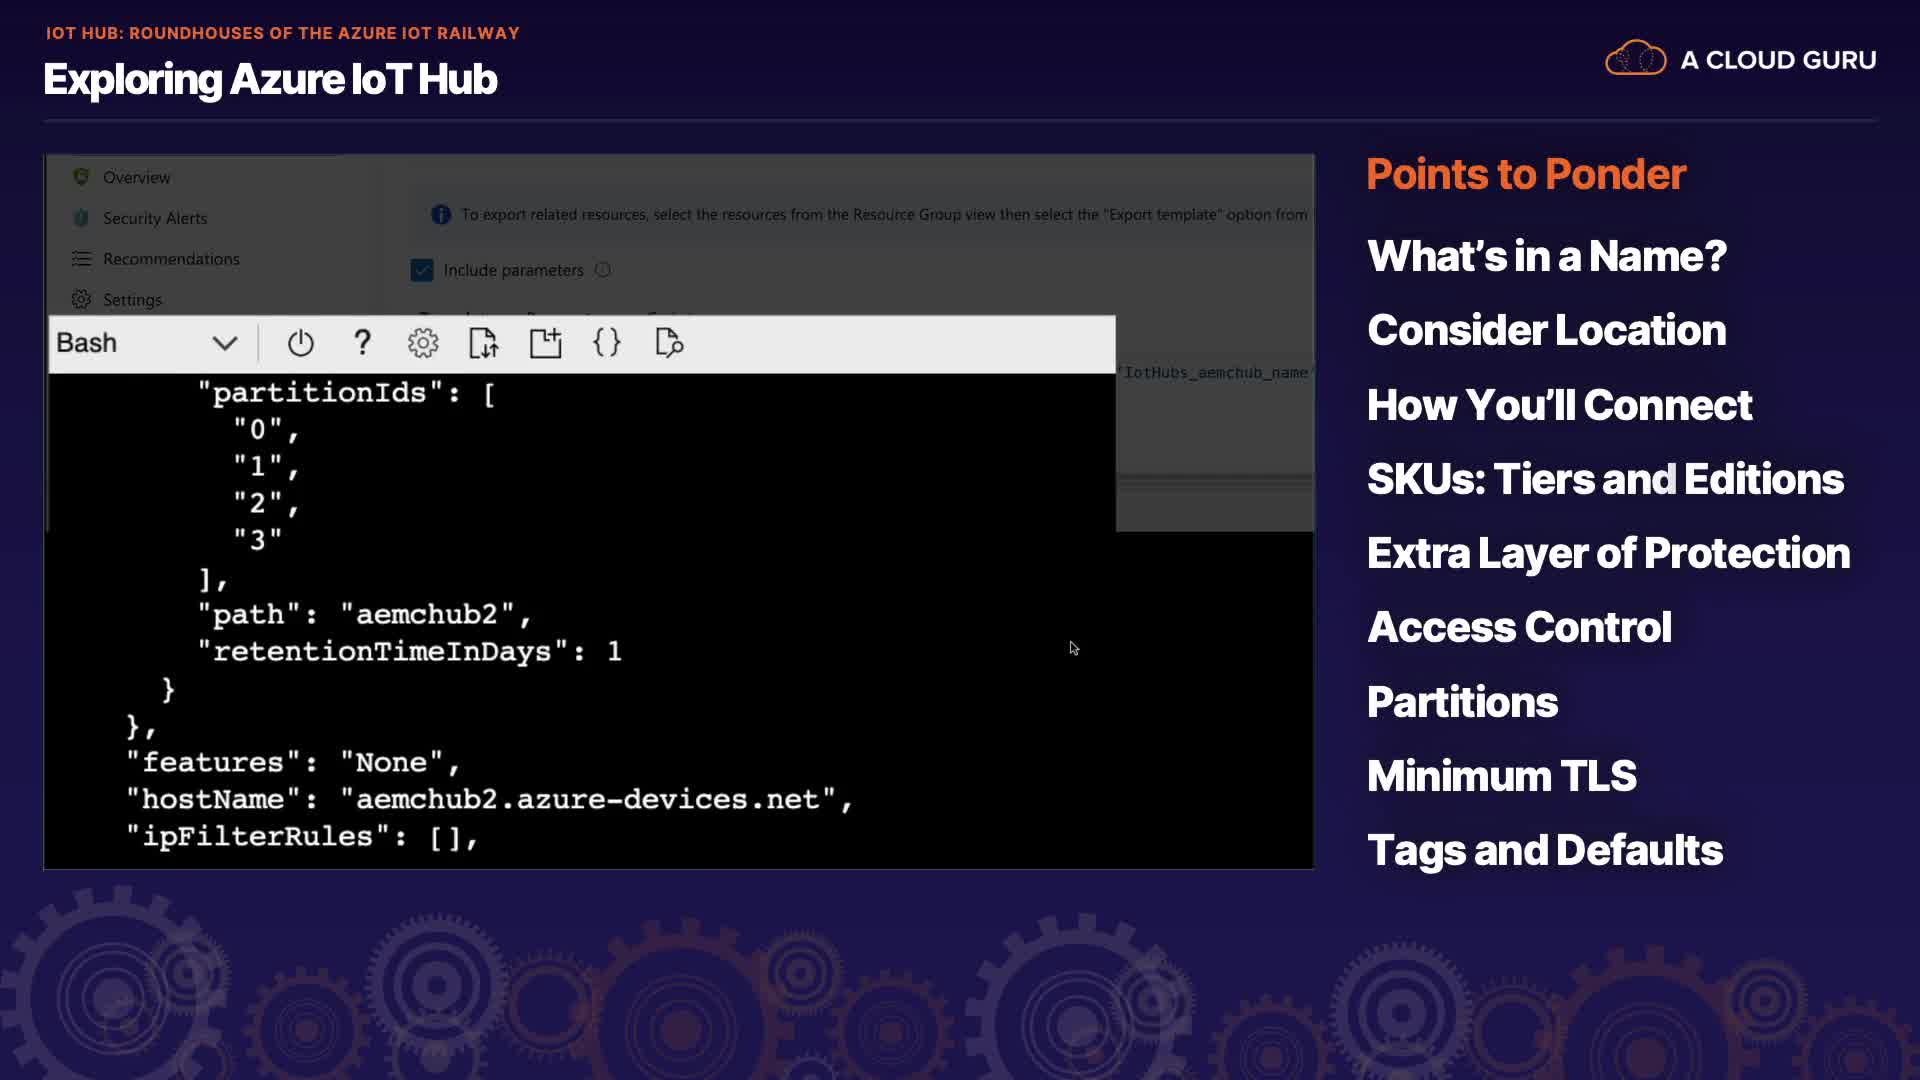 IOT HUB: ROUNDHOUSES OF THE AZURE IOT RAILWAY
Exploring Azure IoT Hub
A CLOUD GURU
Overview
Security Alerts
Recommendations
Settings
To export related resources, select the resources from the Resource Group view then select the "Export template" option from
Include parameters
Bash
'IotHubs_aemchub_name'
"partitionIds": [
"0",
"1",
"2",
"3"
],
"path": "aemchub2",
"retentionTimeInDays": 1
}
},
"features": "None",
"hostName": "aemchub2.azure-devices.net",
"ipFilterRules": [],
Points to Ponder
What's in a Name?
Consider Location
How You'll Connect
SKUs: Tiers and Editions
Extra Layer of Protection
Access Control
Partitions
Minimum TLS
Tags and Defaults